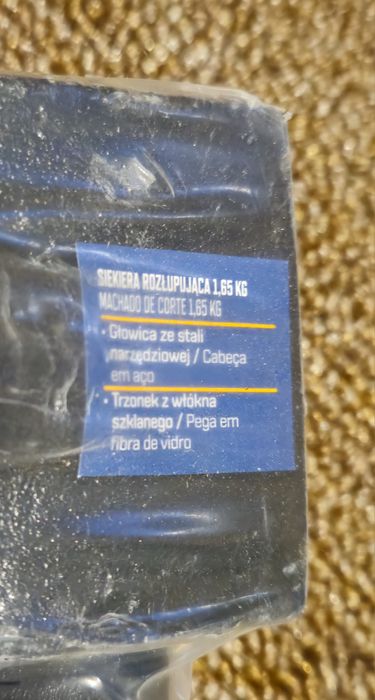 SIEKIERA ROZŁUPUJĄCA 1,65 KG
MACHADO DE CORTE 1,65 KG
• Głowica ze stali
narzędziowej / Cabeça
em aço
• Trzonek z włókna
szklanego / Pega em
fibra de vidro